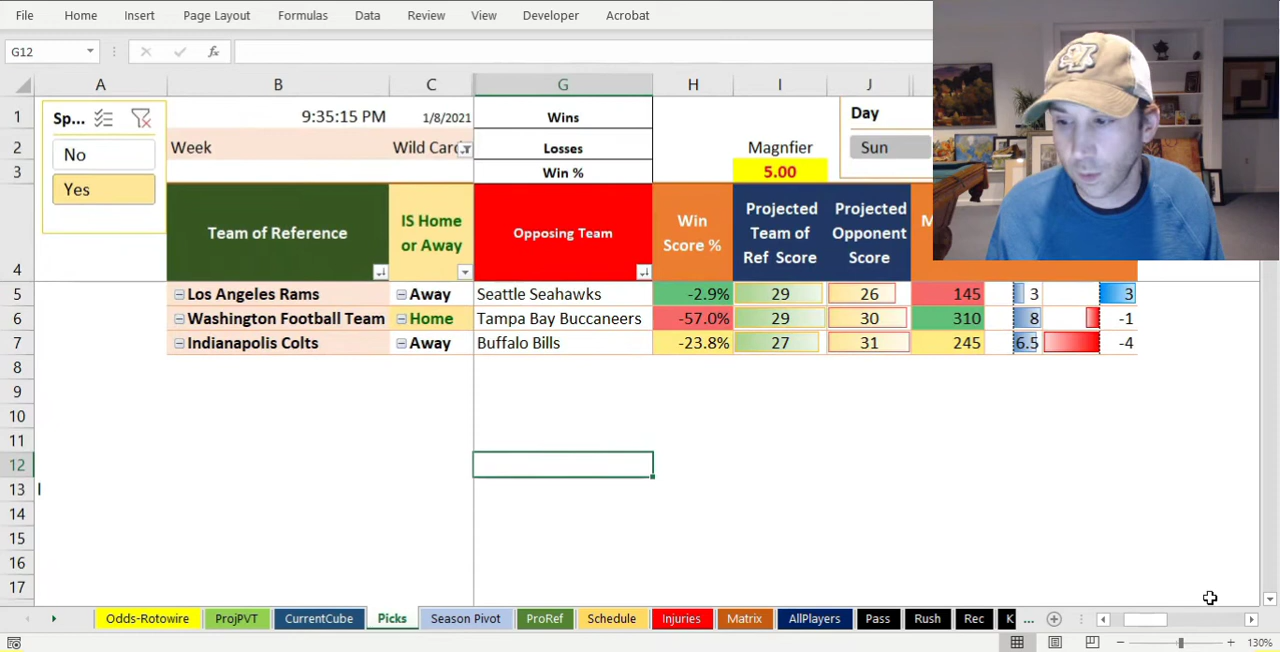 File Home Insert Page Layout Formulas Data Review View Developer Acrobat
G12 fx
A B C G H I J
1 Sp... 9:35:15 PM 1/8/2021 Wins Day
2 No Week Wild Card Losses Magnfier Sun
3 Yes Win % 5.00
4 Team of Reference IS Home or Away Opposing Team Win Score % Projected Team of Ref Score Projected Opponent Score M
5 Los Angeles Rams Away Seattle Seahawks -2.9% 29 26 145 3 3
6 Washington Football Team Home Tampa Bay Buccaneers -57.0% 29 30 310 8 -1
7 Indianapolis Colts Away Buffalo Bills -23.8% 27 31 245 6.5 -4
8
9
10
11
12
13
14
15
16
17
Odds-Rotowire ProjPVT CurrentCube Picks Season Pivot ProRef Schedule Injuries Matrix AllPlayers Pass Rush Rec K ...
130%